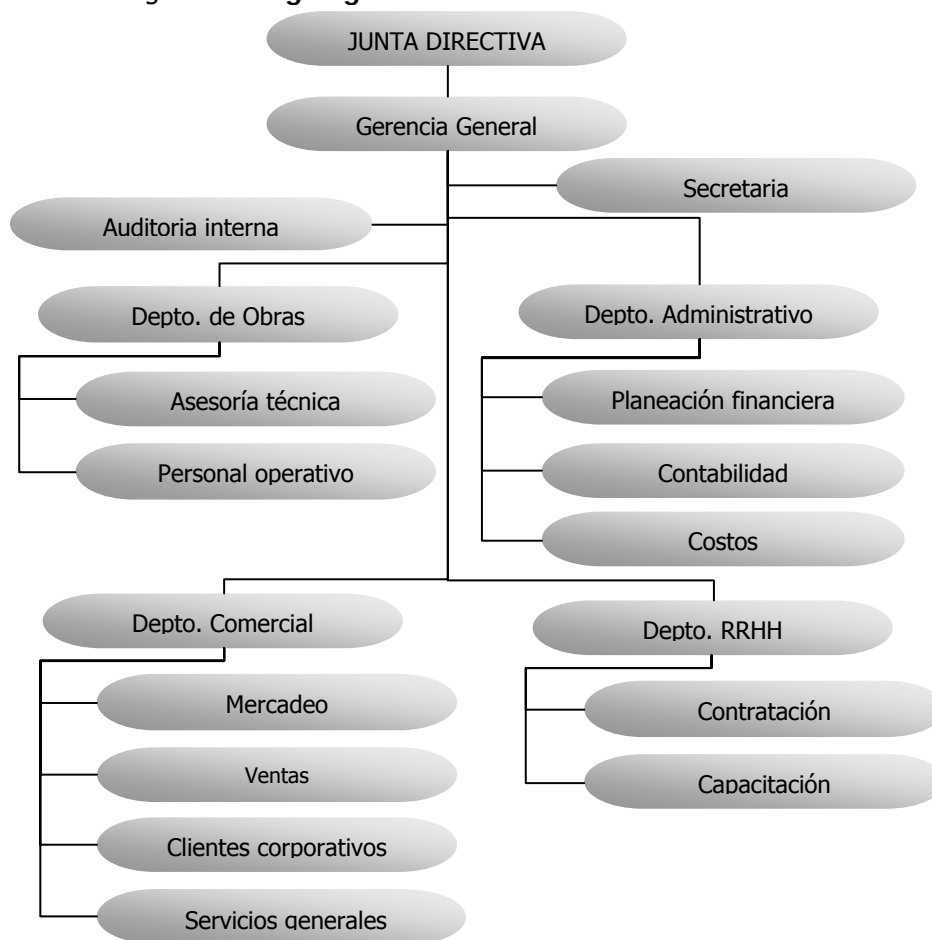 JUNTA DIRECTIVA
Gerencia General
Secretaria
Auditoria interna
Depto. de Obras
Depto. Administrativo
Asesoría técnica
Planeación financiera
Personal operativo
Contabilidad
Costos
Depto. Comercial
Depto. RRHH
Mercadeo
Contratación
Ventas
Capacitación
Clientes corporativos
Servicios generales